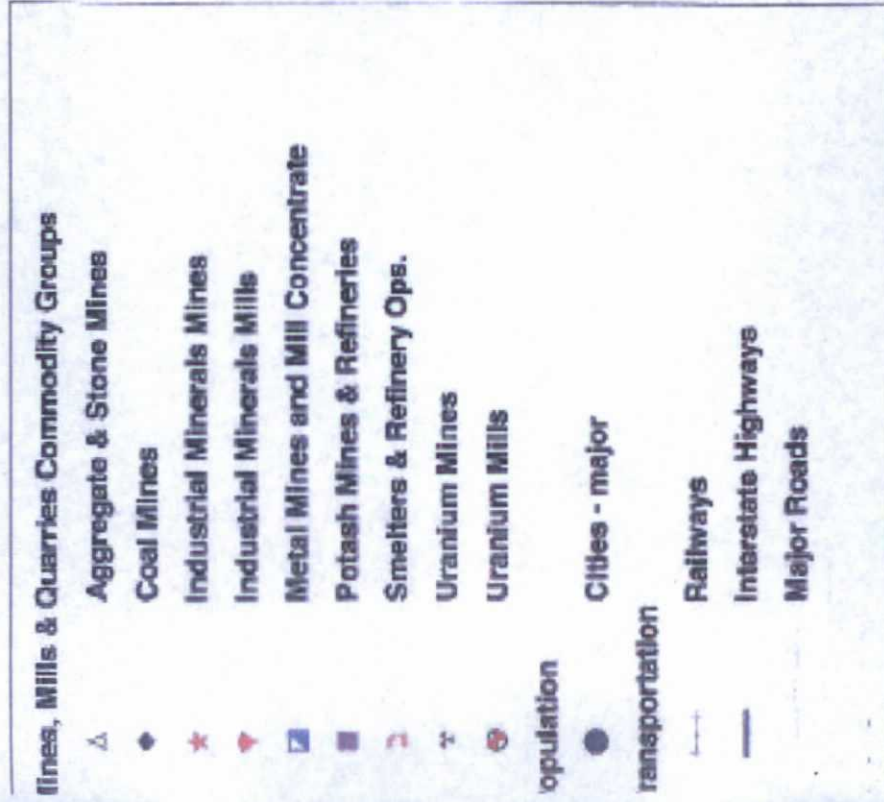 lines, Mills & Quarries Commodity Groups
Aggregate & Stone Mines
Coal Mines
Industrial Minerals Mines
Industrial Minerals Mills
Metal Mines and Mill Concentrate
Potash Mines & Refineries
Smelters & Refinery Ops.
Uranium Mines
Uranium Mills
opulation
Cities - major
ransportation
Railways
Interstate Highways
Major Roads